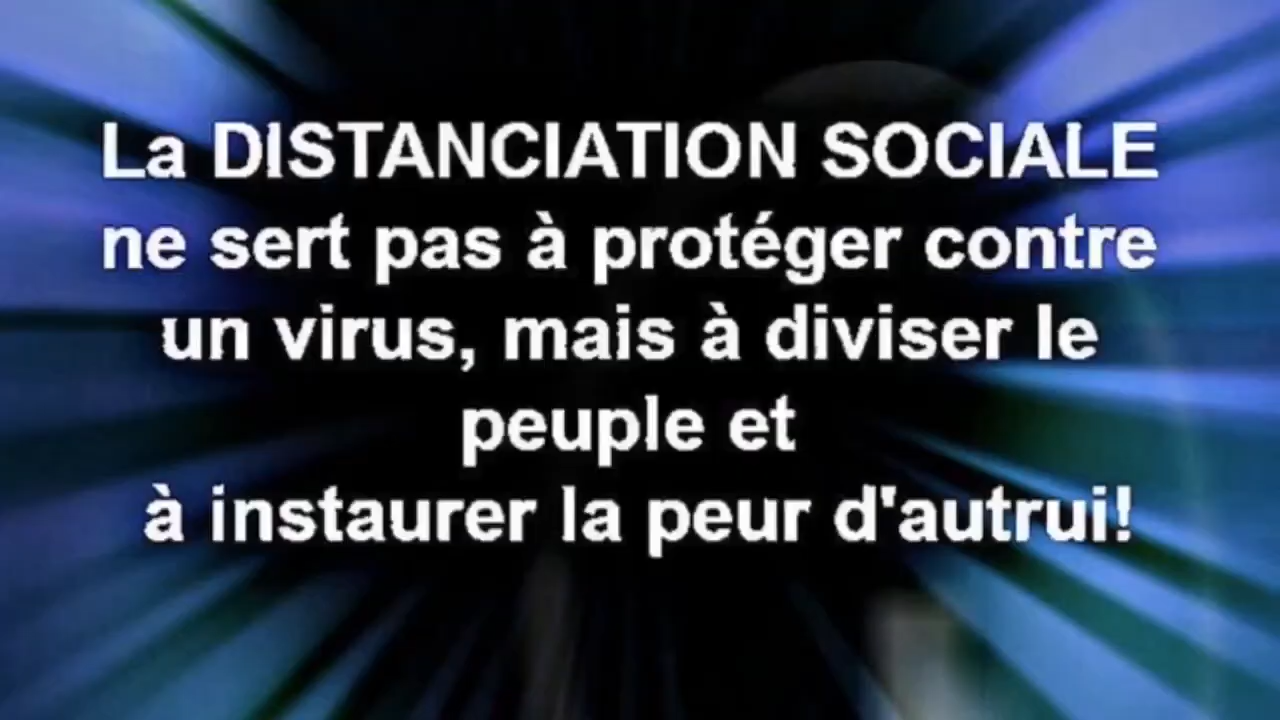 La DISTANCIATION SOCIALE
ne sert pas à protéger contre
un virus, mais à diviser le
peuple et
à instaurer la peur d'autrui!